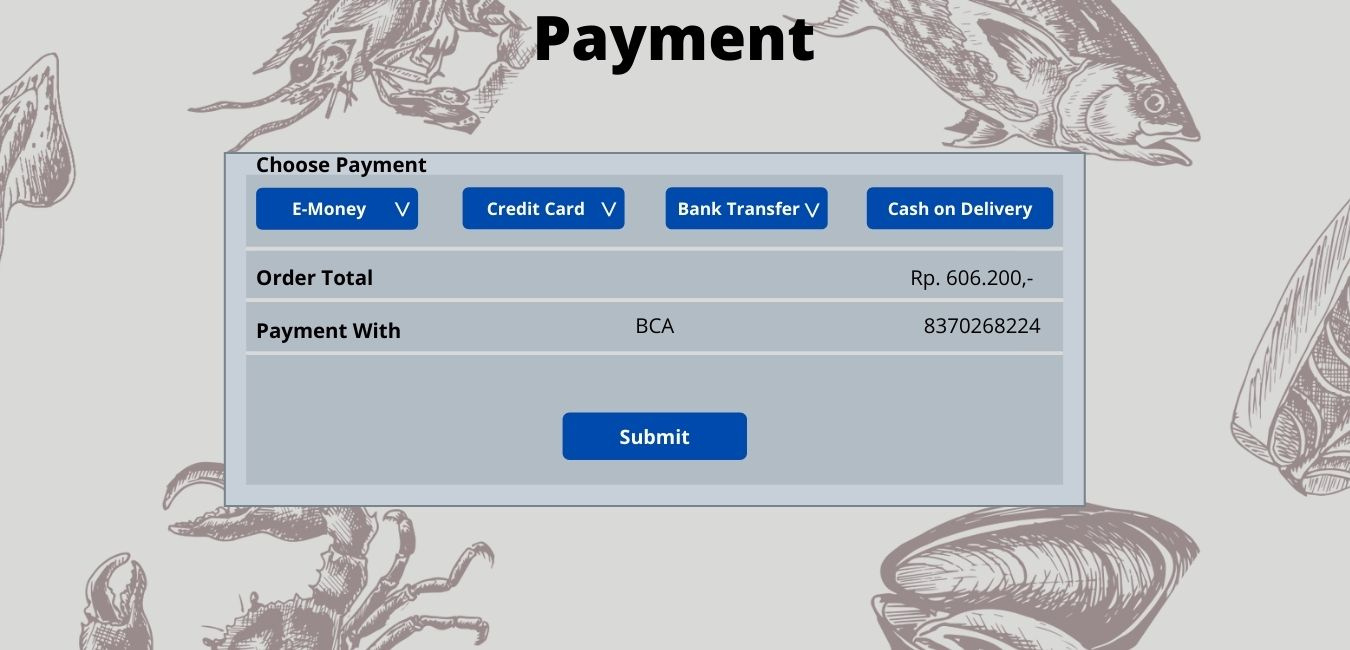 Payment
Choose Payment
E-Money V Credit Card V Bank Transfer V Cash on Delivery
Order Total Rp. 606.200,-
Payment With BCA 8370268224
Submit